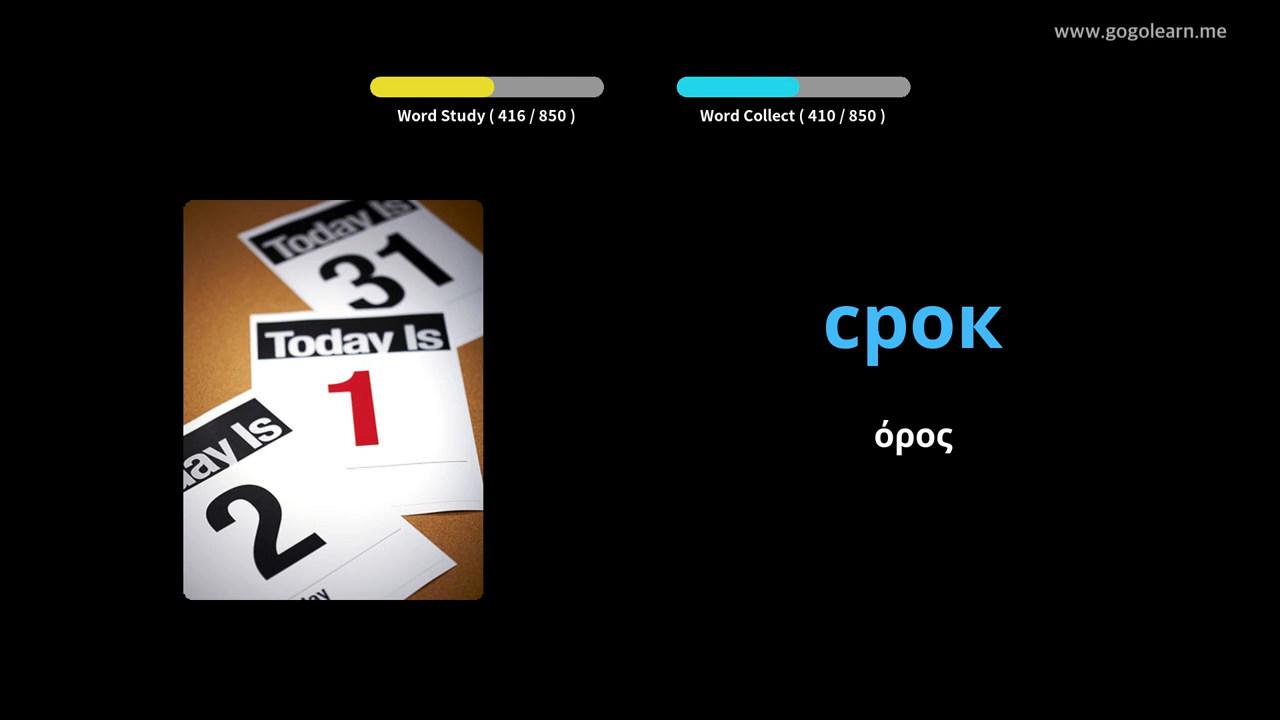 www.gogolearn.me
Word Study ( 416 / 850 )
Word Collect ( 410 / 850 )
Today Is
31
Today Is
1
ay Is
2
ay
срок
όρος